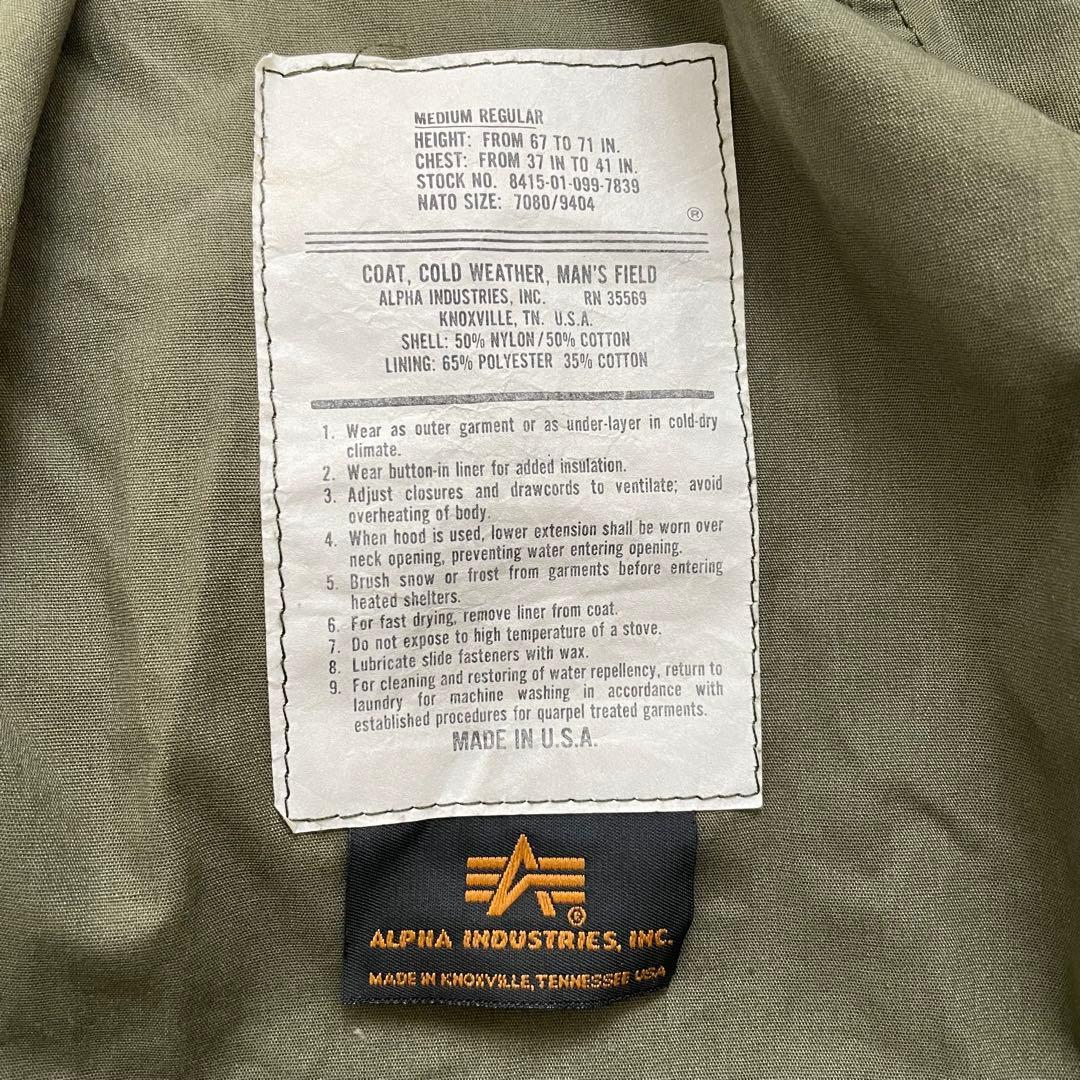 MEDIUM REGULAR
HEIGHT: FROM 67 TO 71 IN.
CHEST: FROM 37 IN TO 41 IN.
STOCK NO. 8415-01-099-7839
NATO SIZE: 7080/9404
®
COAT, COLD WEATHER, MAN'S FIELD
ALPHA INDUSTRIES, INC. RN 35569
KNOXVILLE, TN. U.S.A.
SHELL: 50% NYLON/50% COTTON
LINING: 65% POLYESTER 35% COTTON
1. Wear as outer garment or as under-layer in cold-dry
climate.
2. Wear button-in liner for added insulation.
3. Adjust closures and drawcords to ventilate; avoid
overheating of body.
4. When hood is used, lower extension shall be worn over
neck opening, preventing water entering opening.
5. Brush snow or frost from garments before entering
heated shelters.
6. For fast drying, remove liner from coat.
7. Do not expose to high temperature of a stove.
8. Lubricate slide fasteners with wax.
9. For cleaning and restoring of water repellency, return to
laundry for machine washing in accordance with
established procedures for quarpel treated garments.
MADE IN U.S.A.
®
ALPHA INDUSTRIES, INC.
MADE IN KNOXVILLE, TENNESSEE USA